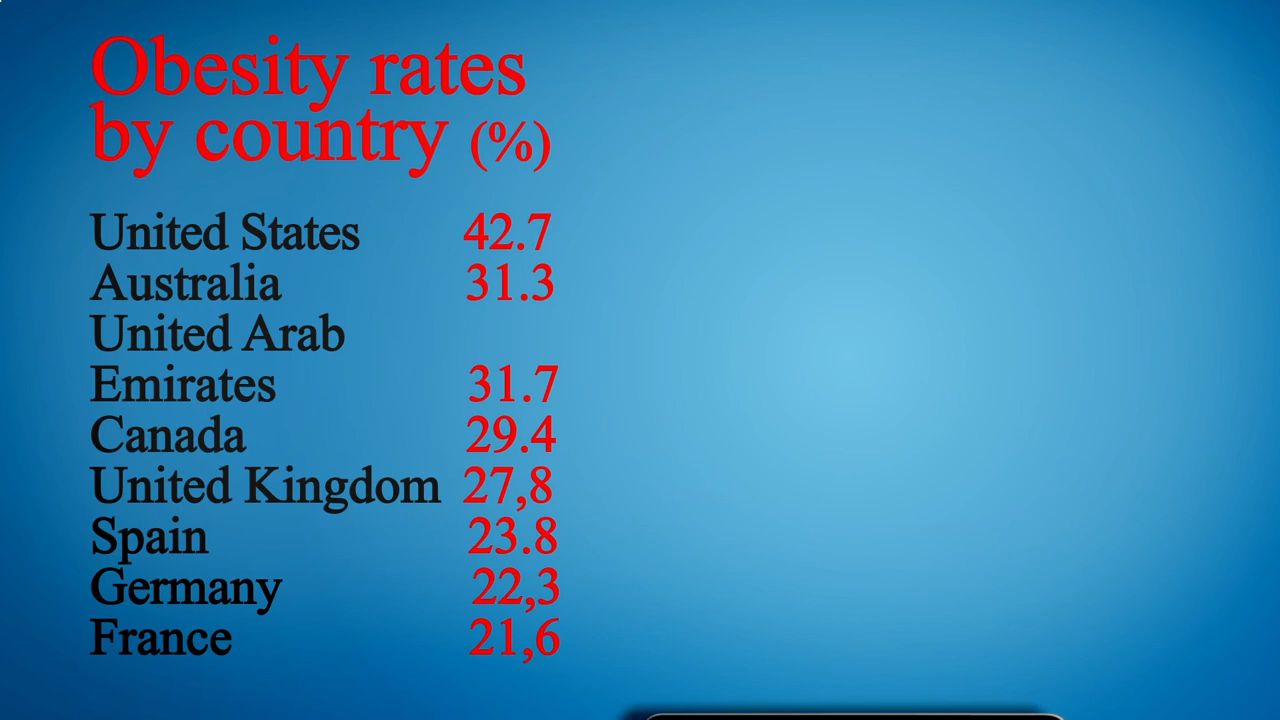 Obesity rates
by country (%)
United States 42.7
Australia 31.3
United Arab
Emirates 31.7
Canada 29.4
United Kingdom 27,8
Spain 23.8
Germany 22,3
France 21,6